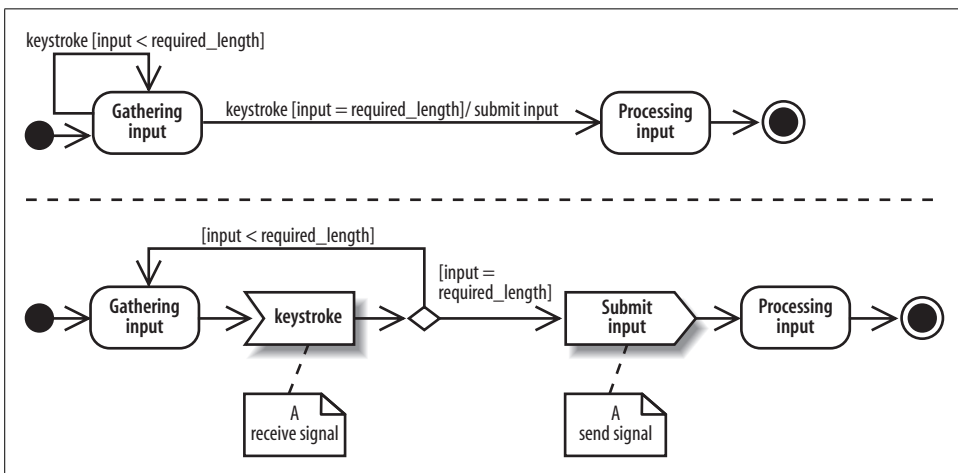 keystroke [input < required_length]
Gathering
input
keystroke [input = required_length]/ submit input
Processing
input
[input < required_length]
[input =
required_length]
Gathering
input
keystroke
Submit
input
Processing
input
A
receive signal
A
send signal